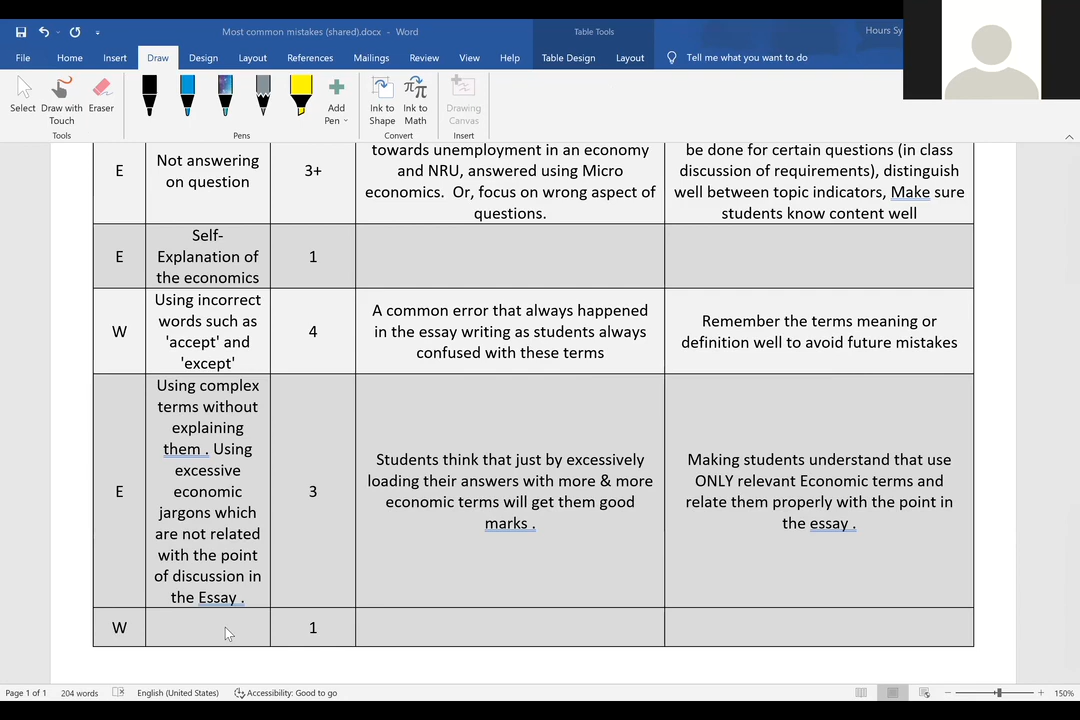 Most common mistakes (shared).docx - Word
Table Tools
Hours Sy
File Home Insert Draw Design Layout References Mailings Review View Help Table Design Layout Tell me what you want to do
Select
Draw with Touch
Eraser
Add Pen
Ink to Shape
Ink to Math
Drawing Canvas
Tools
Pens
Convert
Insert
E
Not answering
on question
3+
towards unemployment in an economy
and NRU, answered using Micro
economics. Or, focus on wrong aspect of
questions.
be done for certain questions (in class
discussion of requirements), distinguish
well between topic indicators, Make sure
students know content well
E
Self-
Explanation of
the economics
1
W
Using incorrect
words such as
'accept' and
'except'
4
A common error that always happened
in the essay writing as students always
confused with these terms
Remember the terms meaning or
definition well to avoid future mistakes
E
Using complex
terms without
explaining
them . Using
excessive
economic
jargons which
are not related
with the point
of discussion in
the Essay .
3
Students think that just by excessively
loading their answers with more & more
economic terms will get them good
marks .
Making students understand that use
ONLY relevant Economic terms and
relate them properly with the point in
the essay .
W
1
Page 1 of 1 204 words English (United States) Accessibility: Good to go 150%